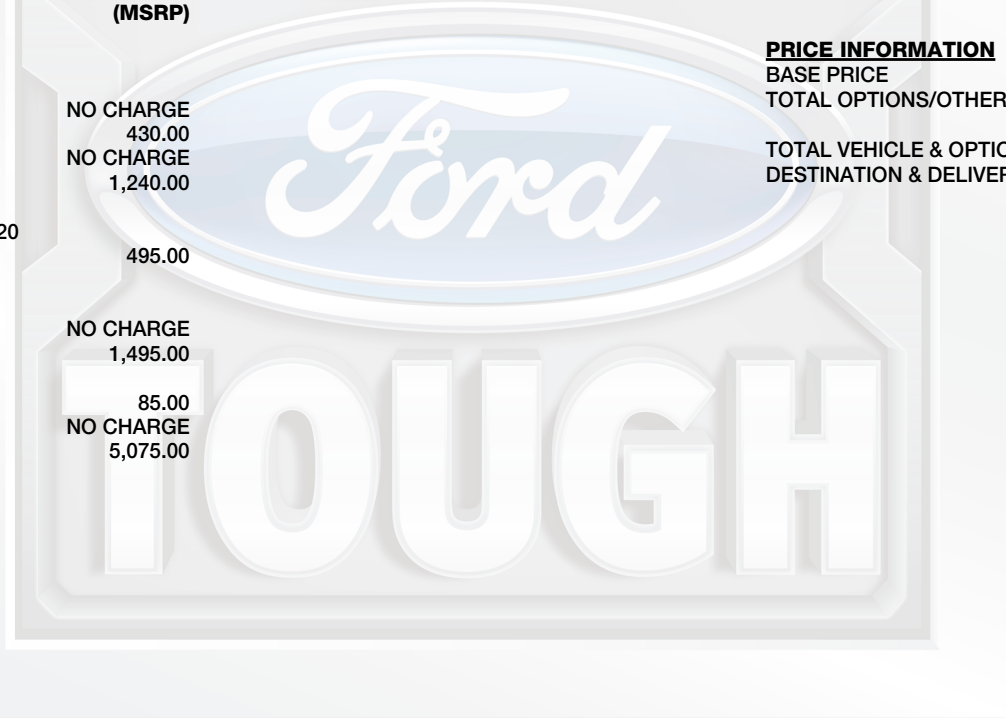 (MSRP)
NO CHARGE
430.00
NO CHARGE
1,240.00
20
495.00
NO CHARGE
1,495.00
85.00
NO CHARGE
5,075.00
PRICE INFORMATION
BASE PRICE
TOTAL OPTIONS/OTHER
TOTAL VEHICLE & OPTIO
DESTINATION & DELIVER
Ford
TOUGH